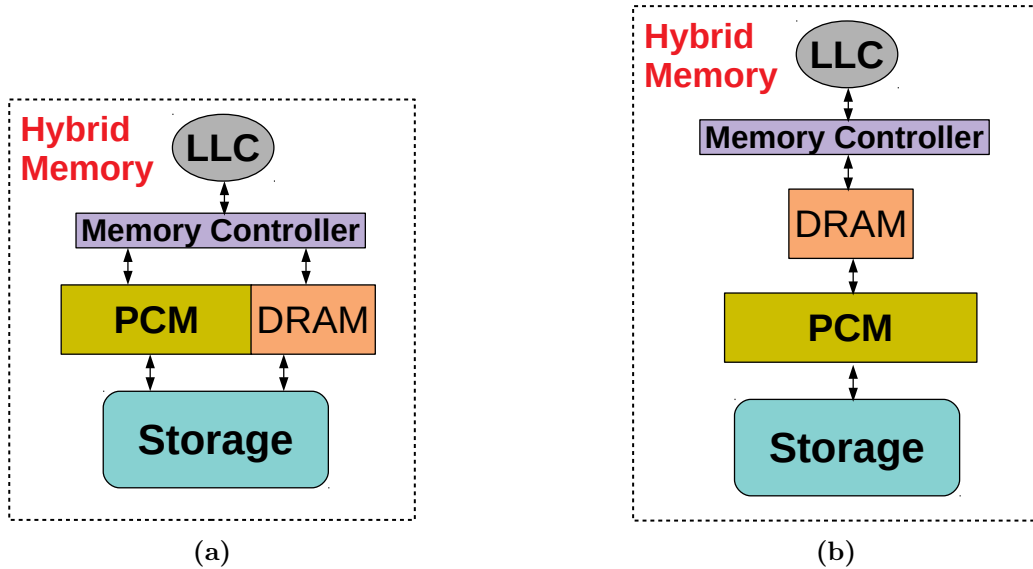 Hybrid
Memory
LLC
Memory Controller
PCM
DRAM
Storage
(a)
Hybrid
Memory
LLC
Memory Controller
DRAM
PCM
Storage
(b)